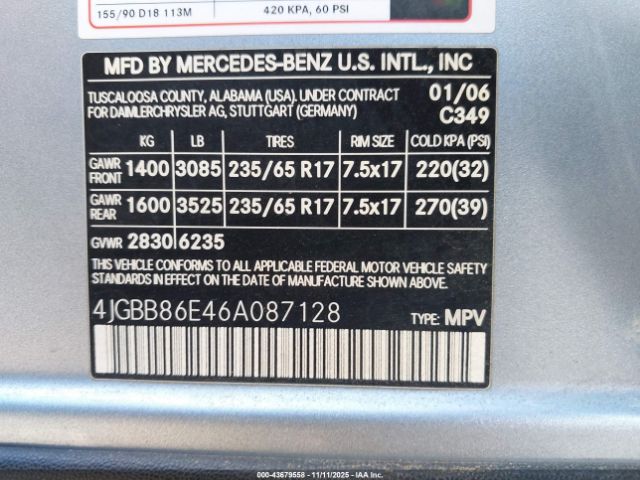 155/90 D18 113M 420 KPA, 60 PSI
MFD BY MERCEDES-BENZ U.S. INTL., INC
TUSCALOOSA COUNTY, ALABAMA (USA). UNDER CONTRACT 01/06
FOR DAIMLERCHRYSLER AG, STUTTGART (GERMANY) C349
KG LB TIRES RIM SIZE COLD KPA (PSI)
GAWR FRONT 1400 3085 235/65 R17 7.5x17 220(32)
GAWR REAR 1600 3525 235/65 R17 7.5x17 270(39)
GVWR 2830 6235
THIS VEHICLE CONFORMS TO ALL APPLICABLE FEDERAL MOTOR VEHICLE SAFETY
STANDARDS IN EFFECT ON THE DATE OF MANUFACTURE SHOWN ABOVE.
4JGBB86E46A087128 TYPE: MPV
000-43679558 - 11/11/2025 - IAA Inc.